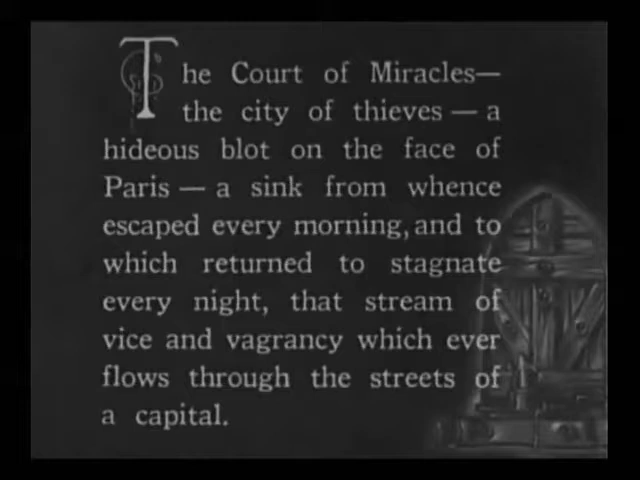 The Court of Miracles—
the city of thieves — a
hideous blot on the face of
Paris — a sink from whence
escaped every morning, and to
which returned to stagnate
every night, that stream of
vice and vagrancy which ever
flows through the streets of
a capital.